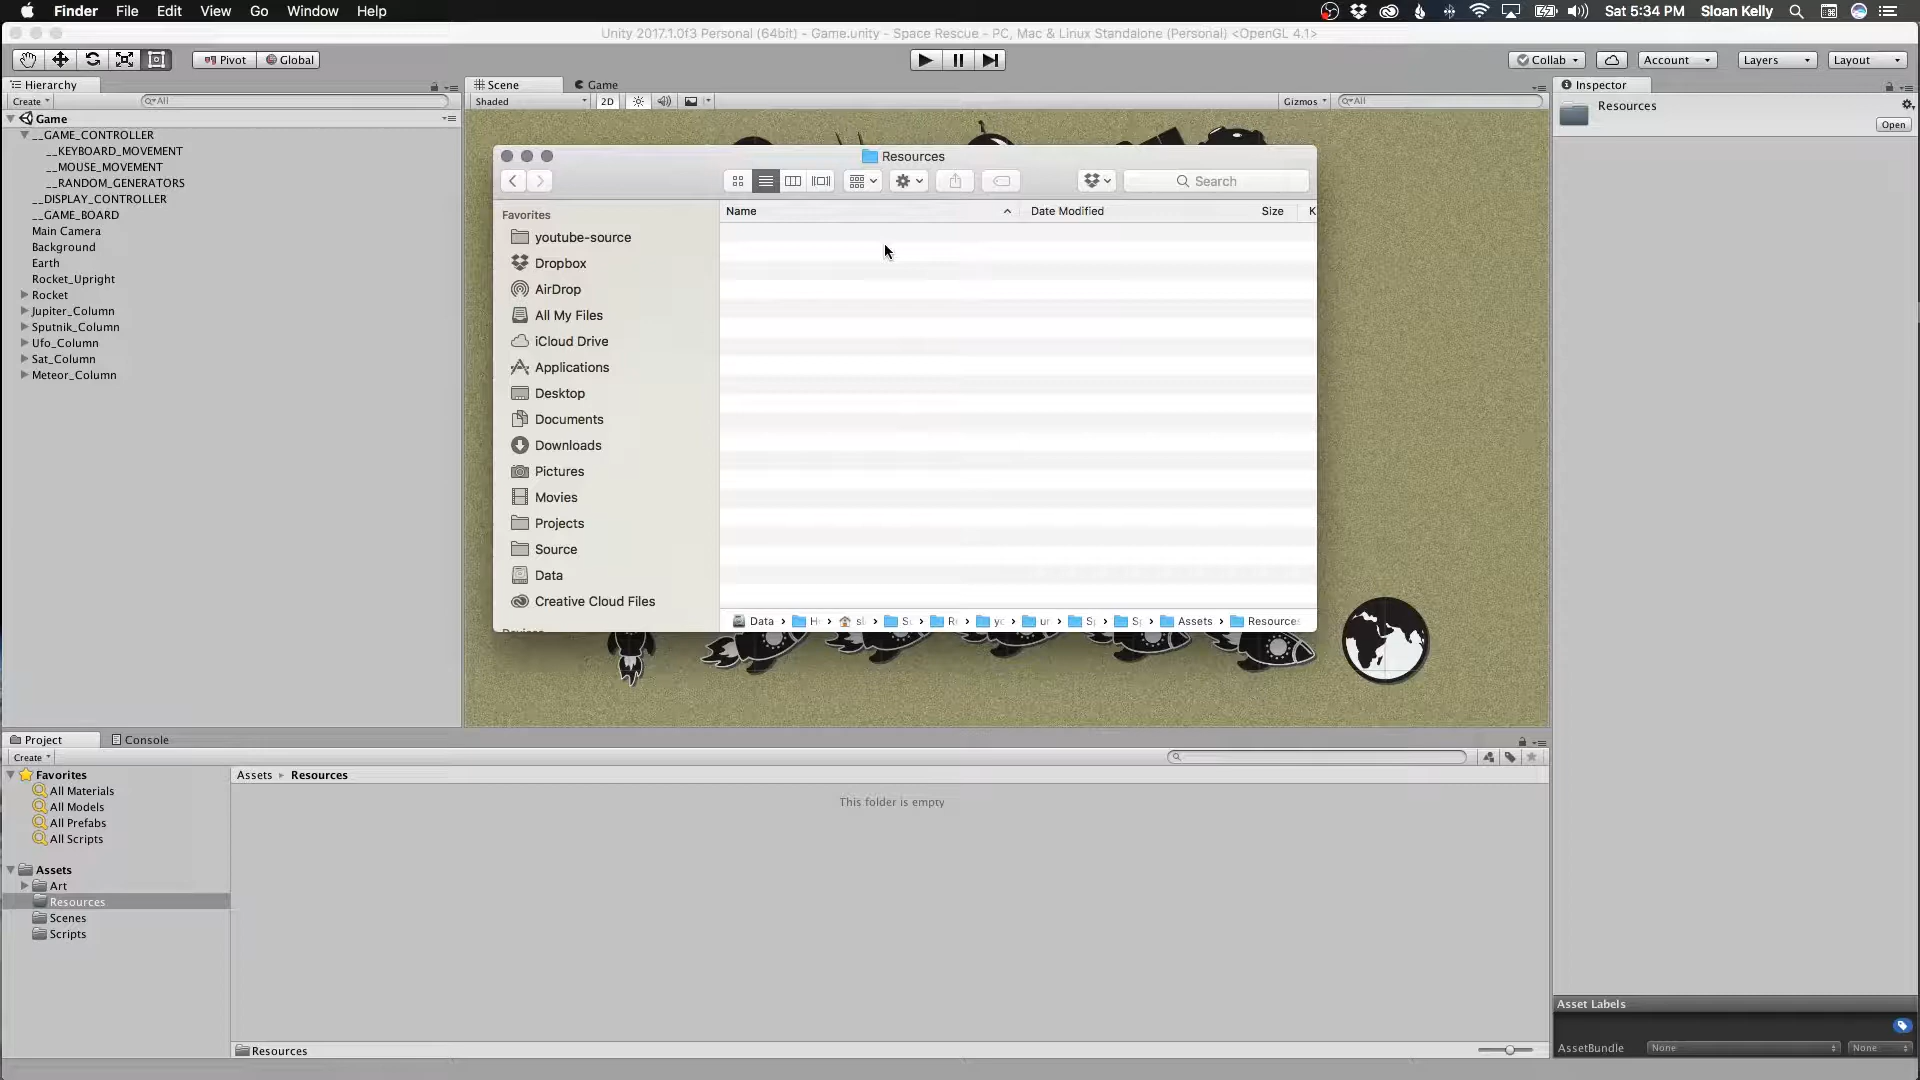 Finder File Edit View Go Window Help Sat 5:34 PM Sloan Kelly
Unity 2017.1.0f3 Personal (64bit) - Game.unity - Space Rescue - PC, Mac & Linux Standalone (Personal) <OpenGL 4.1>
Pivot Global Collab Account Layers Layout
Hierarchy
Create All
Game
__GAME_CONTROLLER
__KEYBOARD_MOVEMENT
__MOUSE_MOVEMENT
__RANDOM_GENERATORS
__DISPLAY_CONTROLLER
__GAME_BOARD
Main Camera
Background
Earth
Rocket_Upright
Rocket
Jupiter_Column
Sputnik_Column
Ufo_Column
Sat_Column
Meteor_Column
Scene Game
Shaded 2D Gizmos All
Resources
Search
Favorites
youtube-source
Dropbox
AirDrop
All My Files
iCloud Drive
Applications
Desktop
Documents
Downloads
Pictures
Movies
Projects
Source
Data
Creative Cloud Files
Name Date Modified Size K
Data › › › › › › › › › Assets › Resources
Inspector
Resources
Open
Project Console
Create
Favorites
All Materials
All Models
All Prefabs
All Scripts
Assets
Art
Resources
Scenes
Scripts
Assets Resources
This folder is empty
Resources
Asset Labels
AssetBundle None None